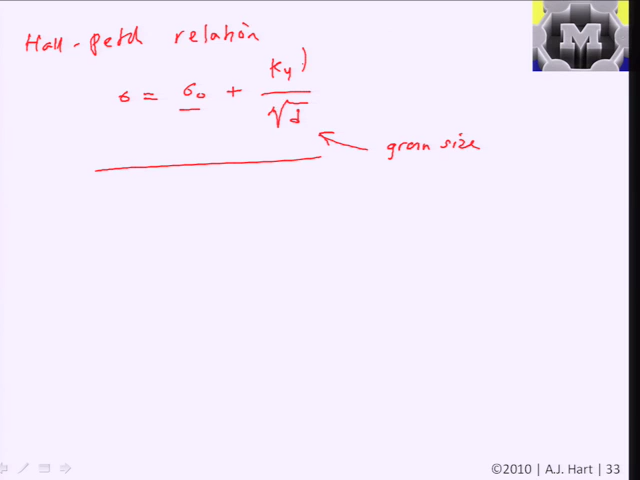 Hall-Petch relation
σ = σ₀ + ky / √d
grain size
M
©2010 | A.J. Hart | 33